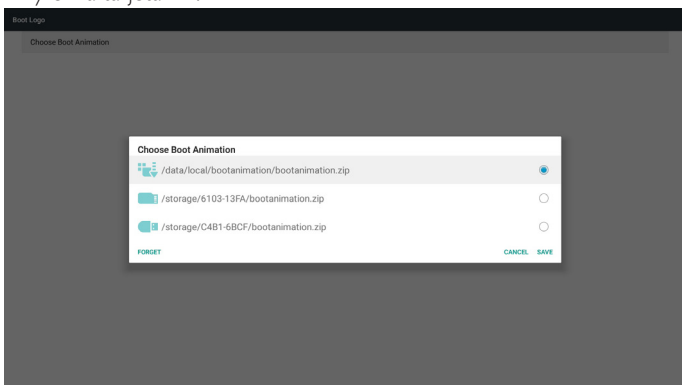 Boot Logo
Choose Boot Animation
Choose Boot Animation
/data/local/bootanimation/bootanimation.zip
/storage/6103-13FA/bootanimation.zip
/storage/C4B1-6BCF/bootanimation.zip
FORGET CANCEL SAVE